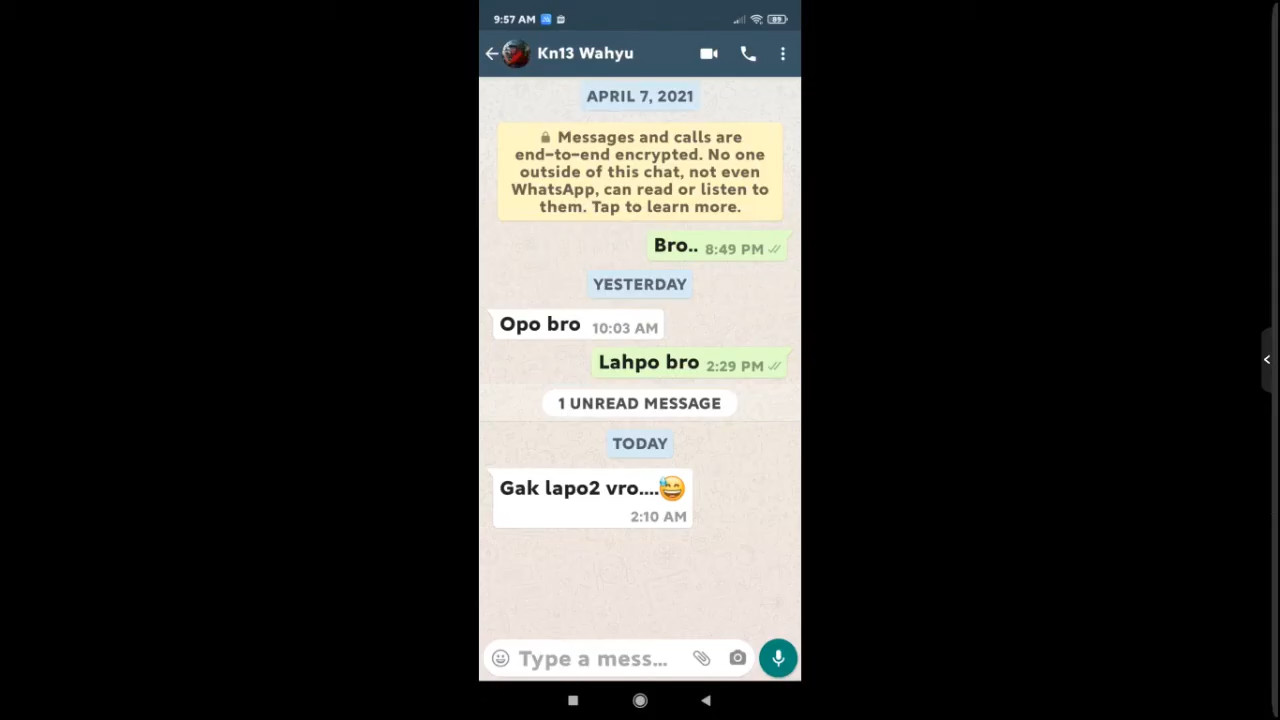 9:57 AM
89
Kn13 Wahyu
APRIL 7, 2021
Messages and calls are
end-to-end encrypted. No one
outside of this chat, not even
WhatsApp, can read or listen to
them. Tap to learn more.
Bro.. 8:49 PM
YESTERDAY
Opo bro 10:03 AM
Lahpo bro 2:29 PM
1 UNREAD MESSAGE
TODAY
Gak lapo2 vro....😅
2:10 AM
Type a mess...